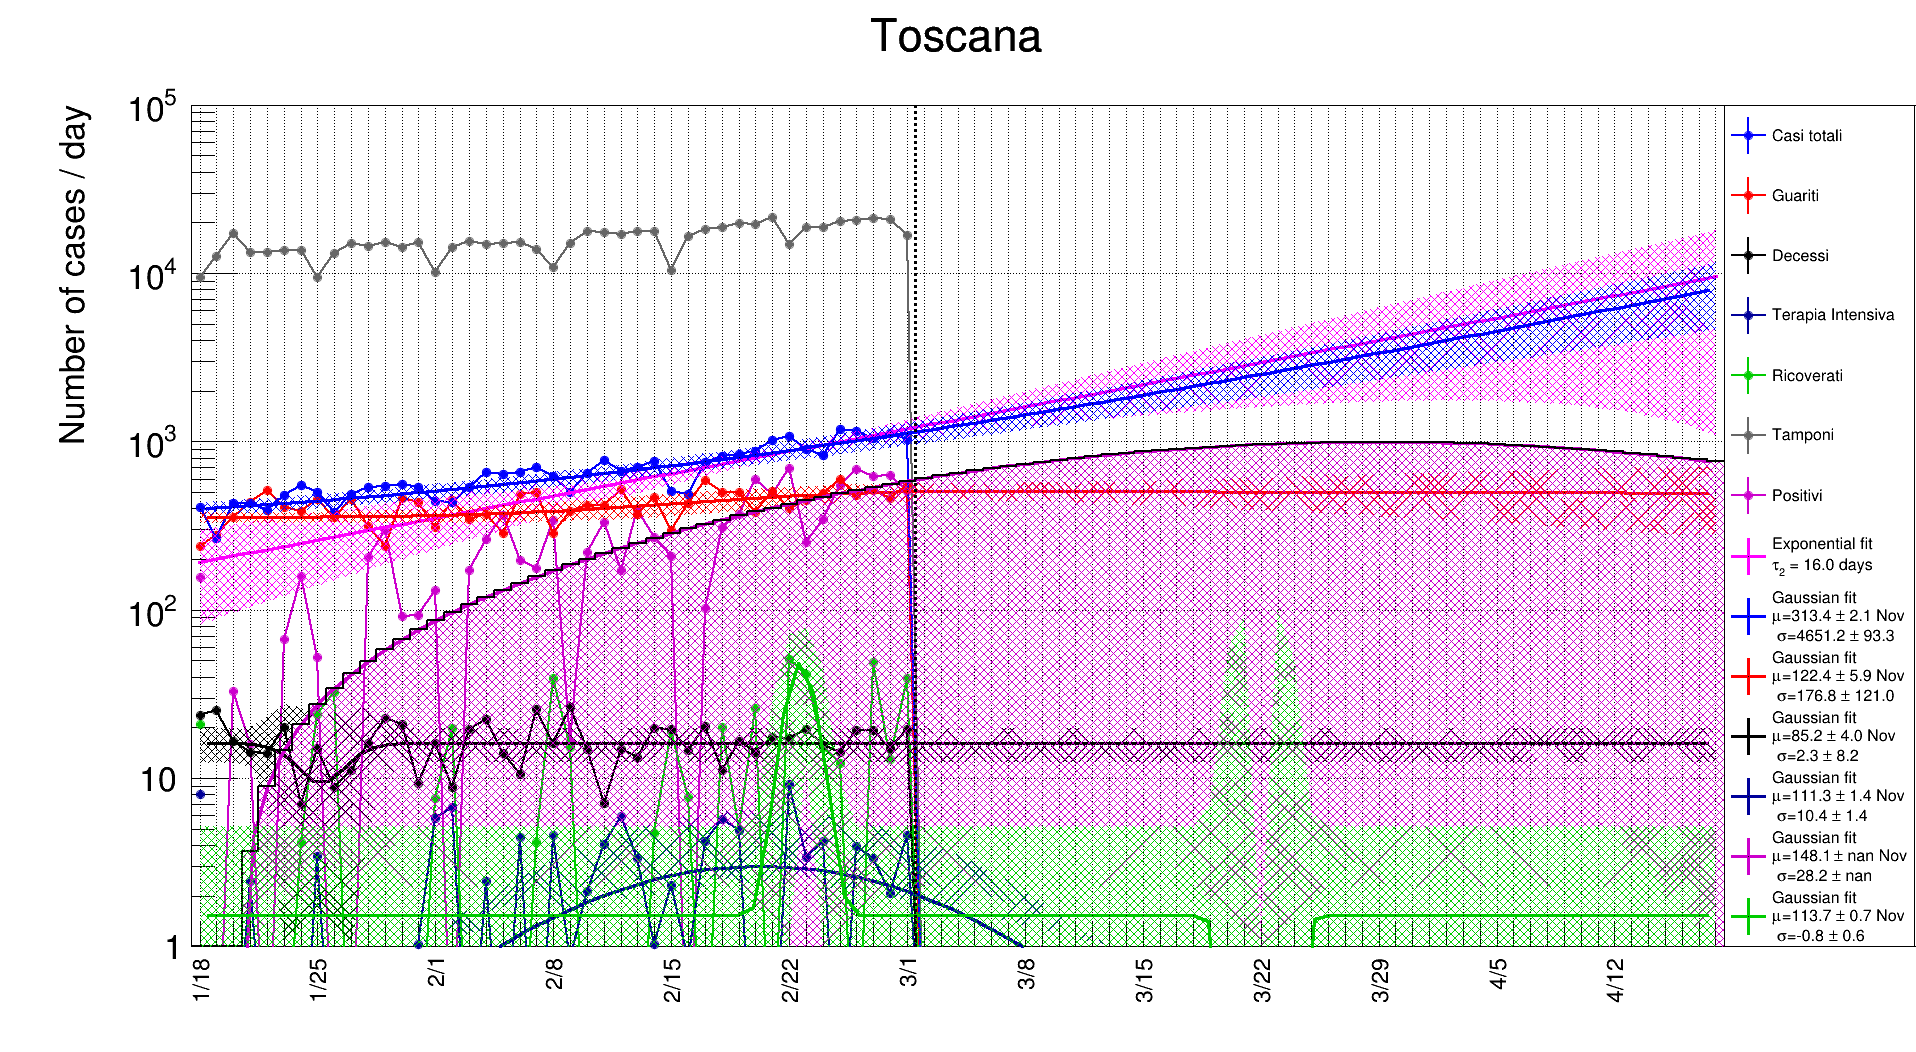 Toscana
Number of cases / day
10^5
10^4
10^3
10^2
10
1
1/18
1/25
2/1
2/8
2/15
2/22
3/1
3/8
3/15
3/22
3/29
4/5
4/12
Casi totali
Guariti
Decessi
Terapia Intensiva
Ricoverati
Tamponi
Positivi
Exponential fit
τ₂ = 16.0 days
Gaussian fit
μ=313.4 ± 2.1 Nov
σ=4651.2 ± 93.3
Gaussian fit
μ=122.4 ± 5.9 Nov
σ=176.8 ± 121.0
Gaussian fit
μ=85.2 ± 4.0 Nov
σ=2.3 ± 8.2
Gaussian fit
μ=111.3 ± 1.4 Nov
σ=10.4 ± 1.4
Gaussian fit
μ=148.1 ± nan Nov
σ=28.2 ± nan
Gaussian fit
μ=113.7 ± 0.7 Nov
σ=-0.8 ± 0.6